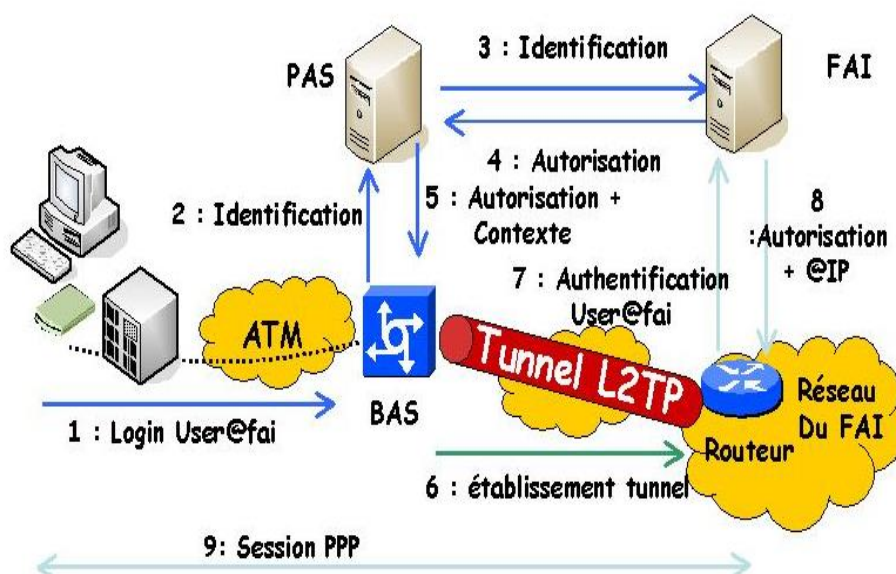 3 : Identification
PAS
FAI
4 : Autorisation
2 : Identification
5 : Autorisation +
Contexte
8
:Autorisation
+ @IP
7 : Authentification
User@fai
ATM
Tunnel L2TP
1 : Login User@fai
BAS
Réseau
Du FAI
Routeur
6 : établissement tunnel
9: Session PPP